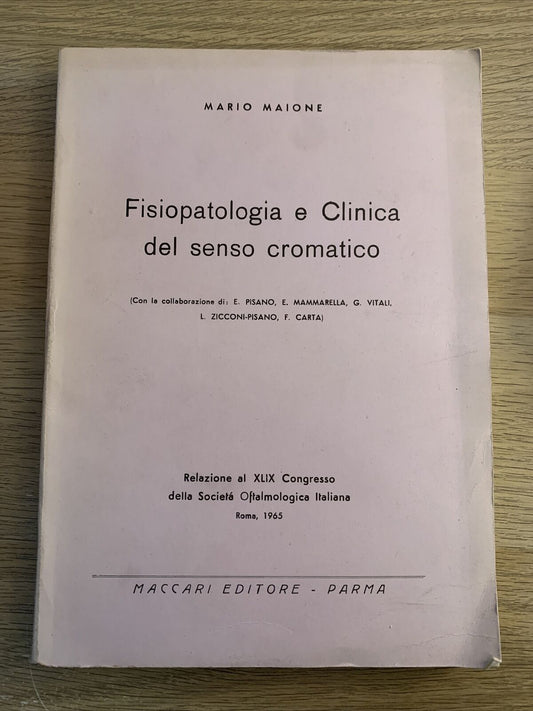 MARIO MAIONE
Fisiopatologia e Clinica
del senso cromatico
(Con la collaborazione di: E. PISANO, E. MAMMARELLA, G. VITALI,
L. ZICCONI-PISANO, F. CARTA)
Relazione al XLIX Congresso
della Societá Oftalmologica Italiana
Roma, 1965
MACCARI EDITORE - PARMA